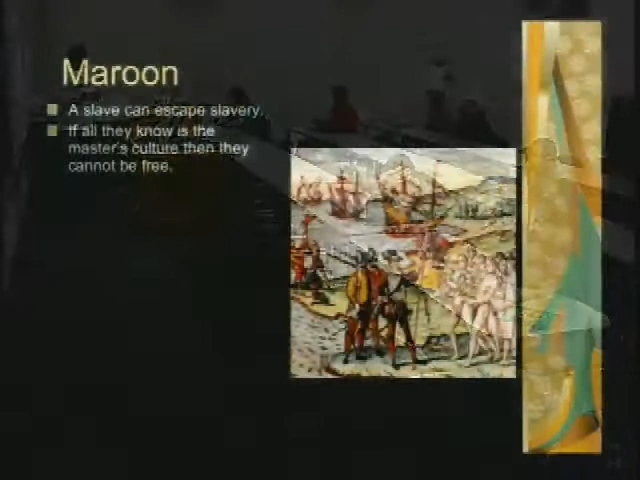 Maroon
A slave can escape slavery.
If all they know is the
master's culture then they
cannot be free.